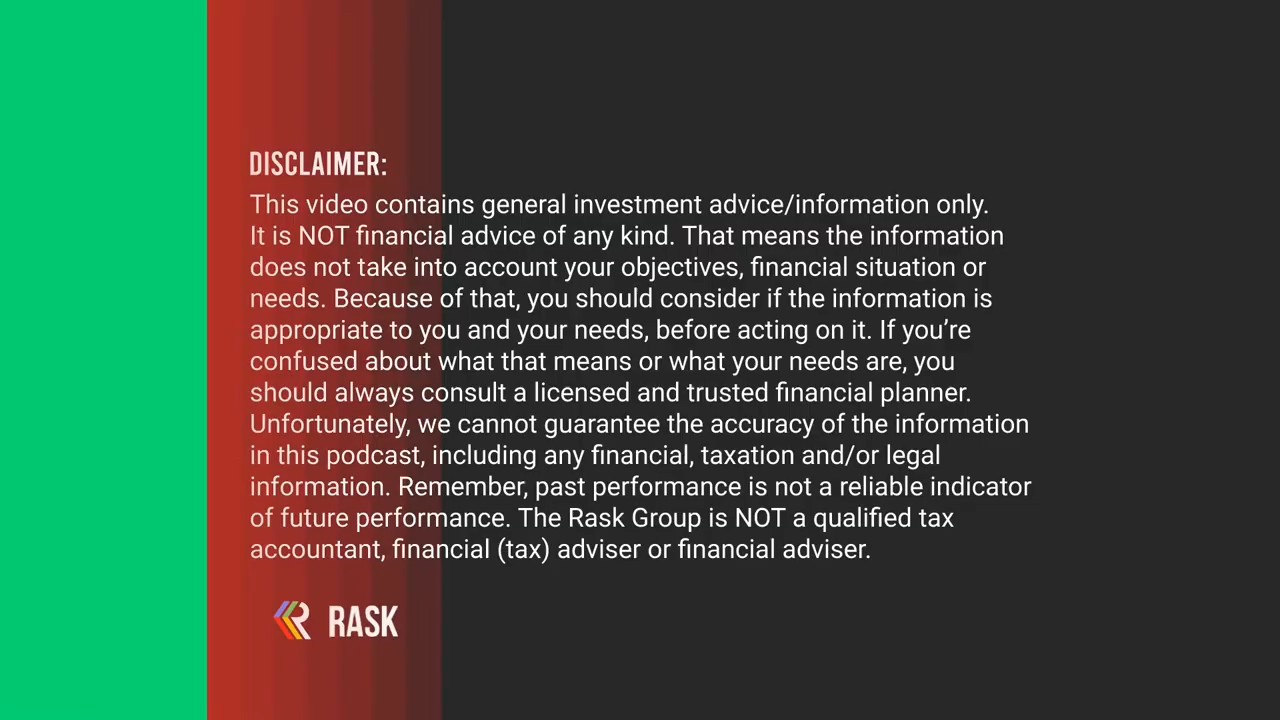 DISCLAIMER:
This video contains general investment advice/information only.
It is NOT financial advice of any kind. That means the information
does not take into account your objectives, financial situation or
needs. Because of that, you should consider if the information is
appropriate to you and your needs, before acting on it. If you’re
confused about what that means or what your needs are, you
should always consult a licensed and trusted financial planner.
Unfortunately, we cannot guarantee the accuracy of the information
in this podcast, including any financial, taxation and/or legal
information. Remember, past performance is not a reliable indicator
of future performance. The Rask Group is NOT a qualified tax
accountant, financial (tax) adviser or financial adviser.
RASK